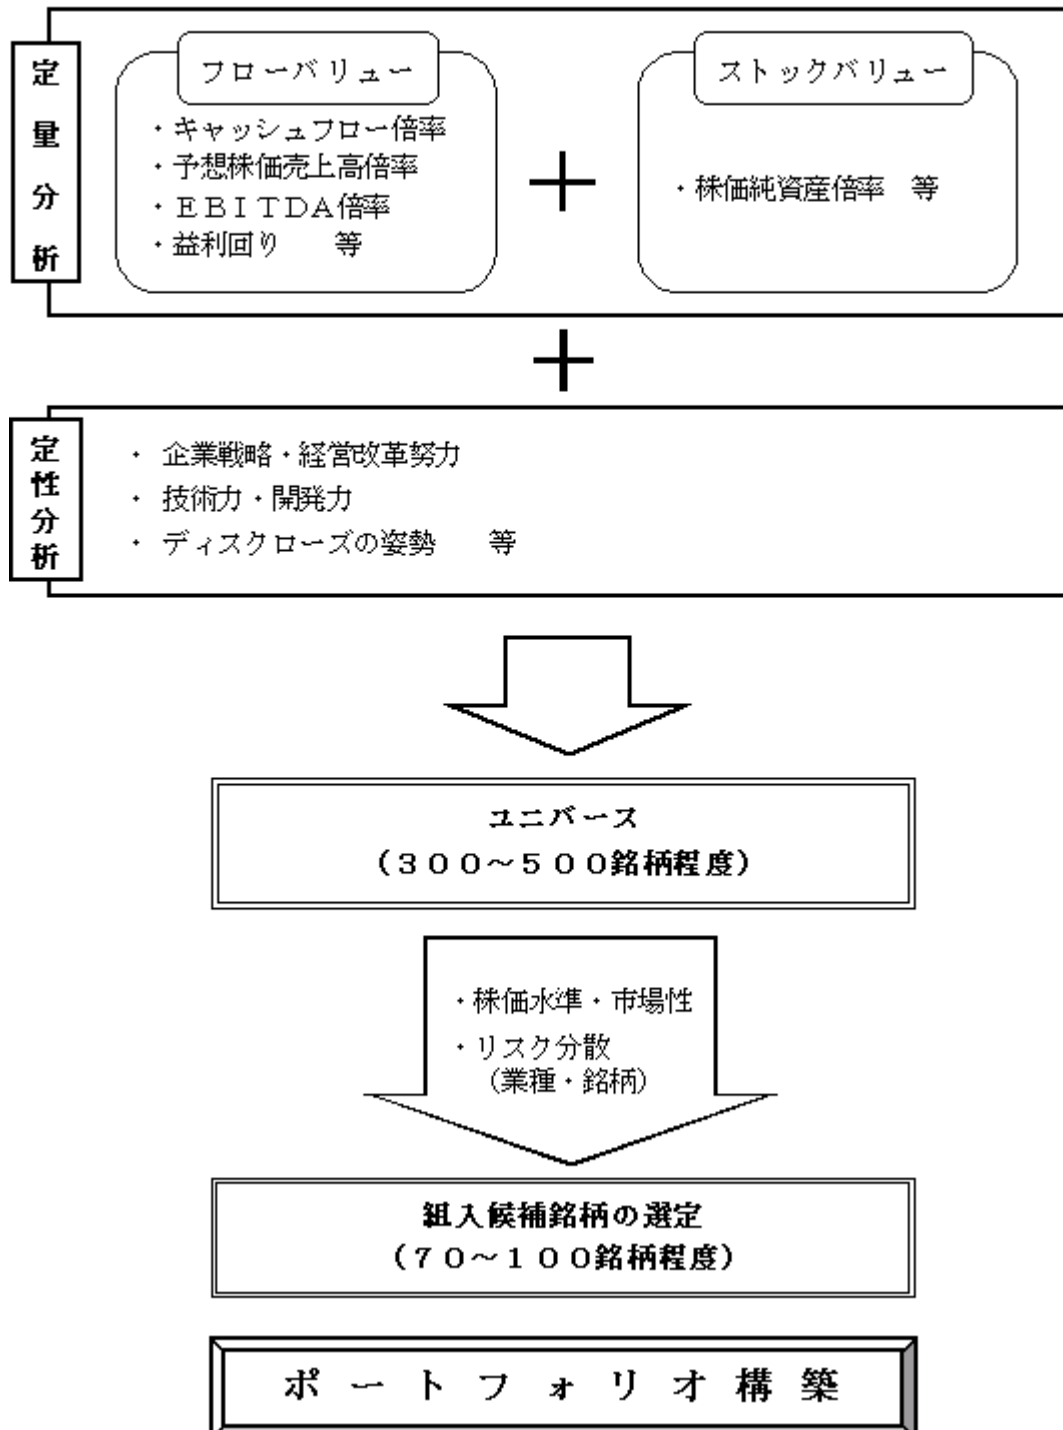 定量分析
フローバリュー
・キャッシュフロー倍率
・予想株価売上高倍率
・ＥＢＩＴＤＡ倍率
・益利回り　　等
＋
ストックバリュー
・株価純資産倍率　等
＋
定性分析
・ 企業戦略・経営改革努力
・ 技術力・開発力
・ ディスクローズの姿勢　　等
ユニバース
（３００～５００銘柄程度）
・株価水準・市場性
・リスク分散
（業種・銘柄）
組入候補銘柄の選定
（７０～１００銘柄程度）
ポートフォリオ構築